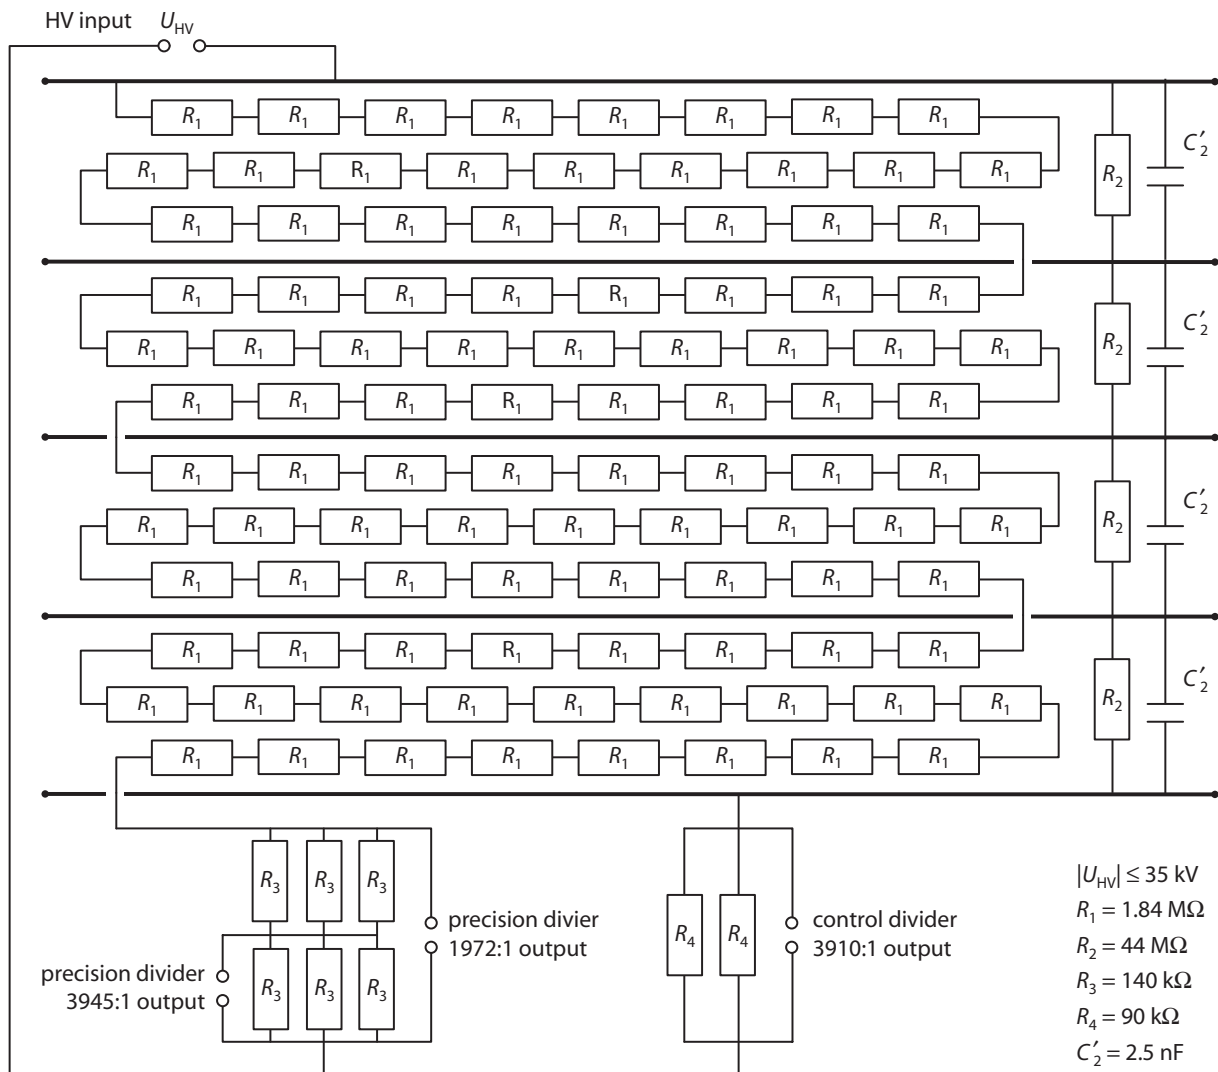 HV input U_HV
R₁ R₁ R₁ R₁ R₁ R₁ R₁ R₁
R₁ R₁ R₁ R₁ R₁ R₁ R₁ R₁ R₁
R₁ R₁ R₁ R₁ R₁ R₁ R₁ R₁
R₂ C′₂
R₁ R₁ R₁ R₁ R₁ R₁ R₁ R₁
R₁ R₁ R₁ R₁ R₁ R₁ R₁ R₁ R₁
R₁ R₁ R₁ R₁ R₁ R₁ R₁ R₁
R₂ C′₂
R₁ R₁ R₁ R₁ R₁ R₁ R₁ R₁
R₁ R₁ R₁ R₁ R₁ R₁ R₁ R₁ R₁
R₁ R₁ R₁ R₁ R₁ R₁ R₁ R₁
R₂ C′₂
R₁ R₁ R₁ R₁ R₁ R₁ R₁ R₁
R₁ R₁ R₁ R₁ R₁ R₁ R₁ R₁ R₁
R₁ R₁ R₁ R₁ R₁ R₁ R₁ R₁
R₂ C′₂
R₃ R₃ R₃
R₃ R₃ R₃
precision divier
1972:1 output
precision divider
3945:1 output
R₄ R₄
control divider
3910:1 output
|U_HV| ≤ 35 kV
R₁ = 1.84 MΩ
R₂ = 44 MΩ
R₃ = 140 kΩ
R₄ = 90 kΩ
C′₂ = 2.5 nF